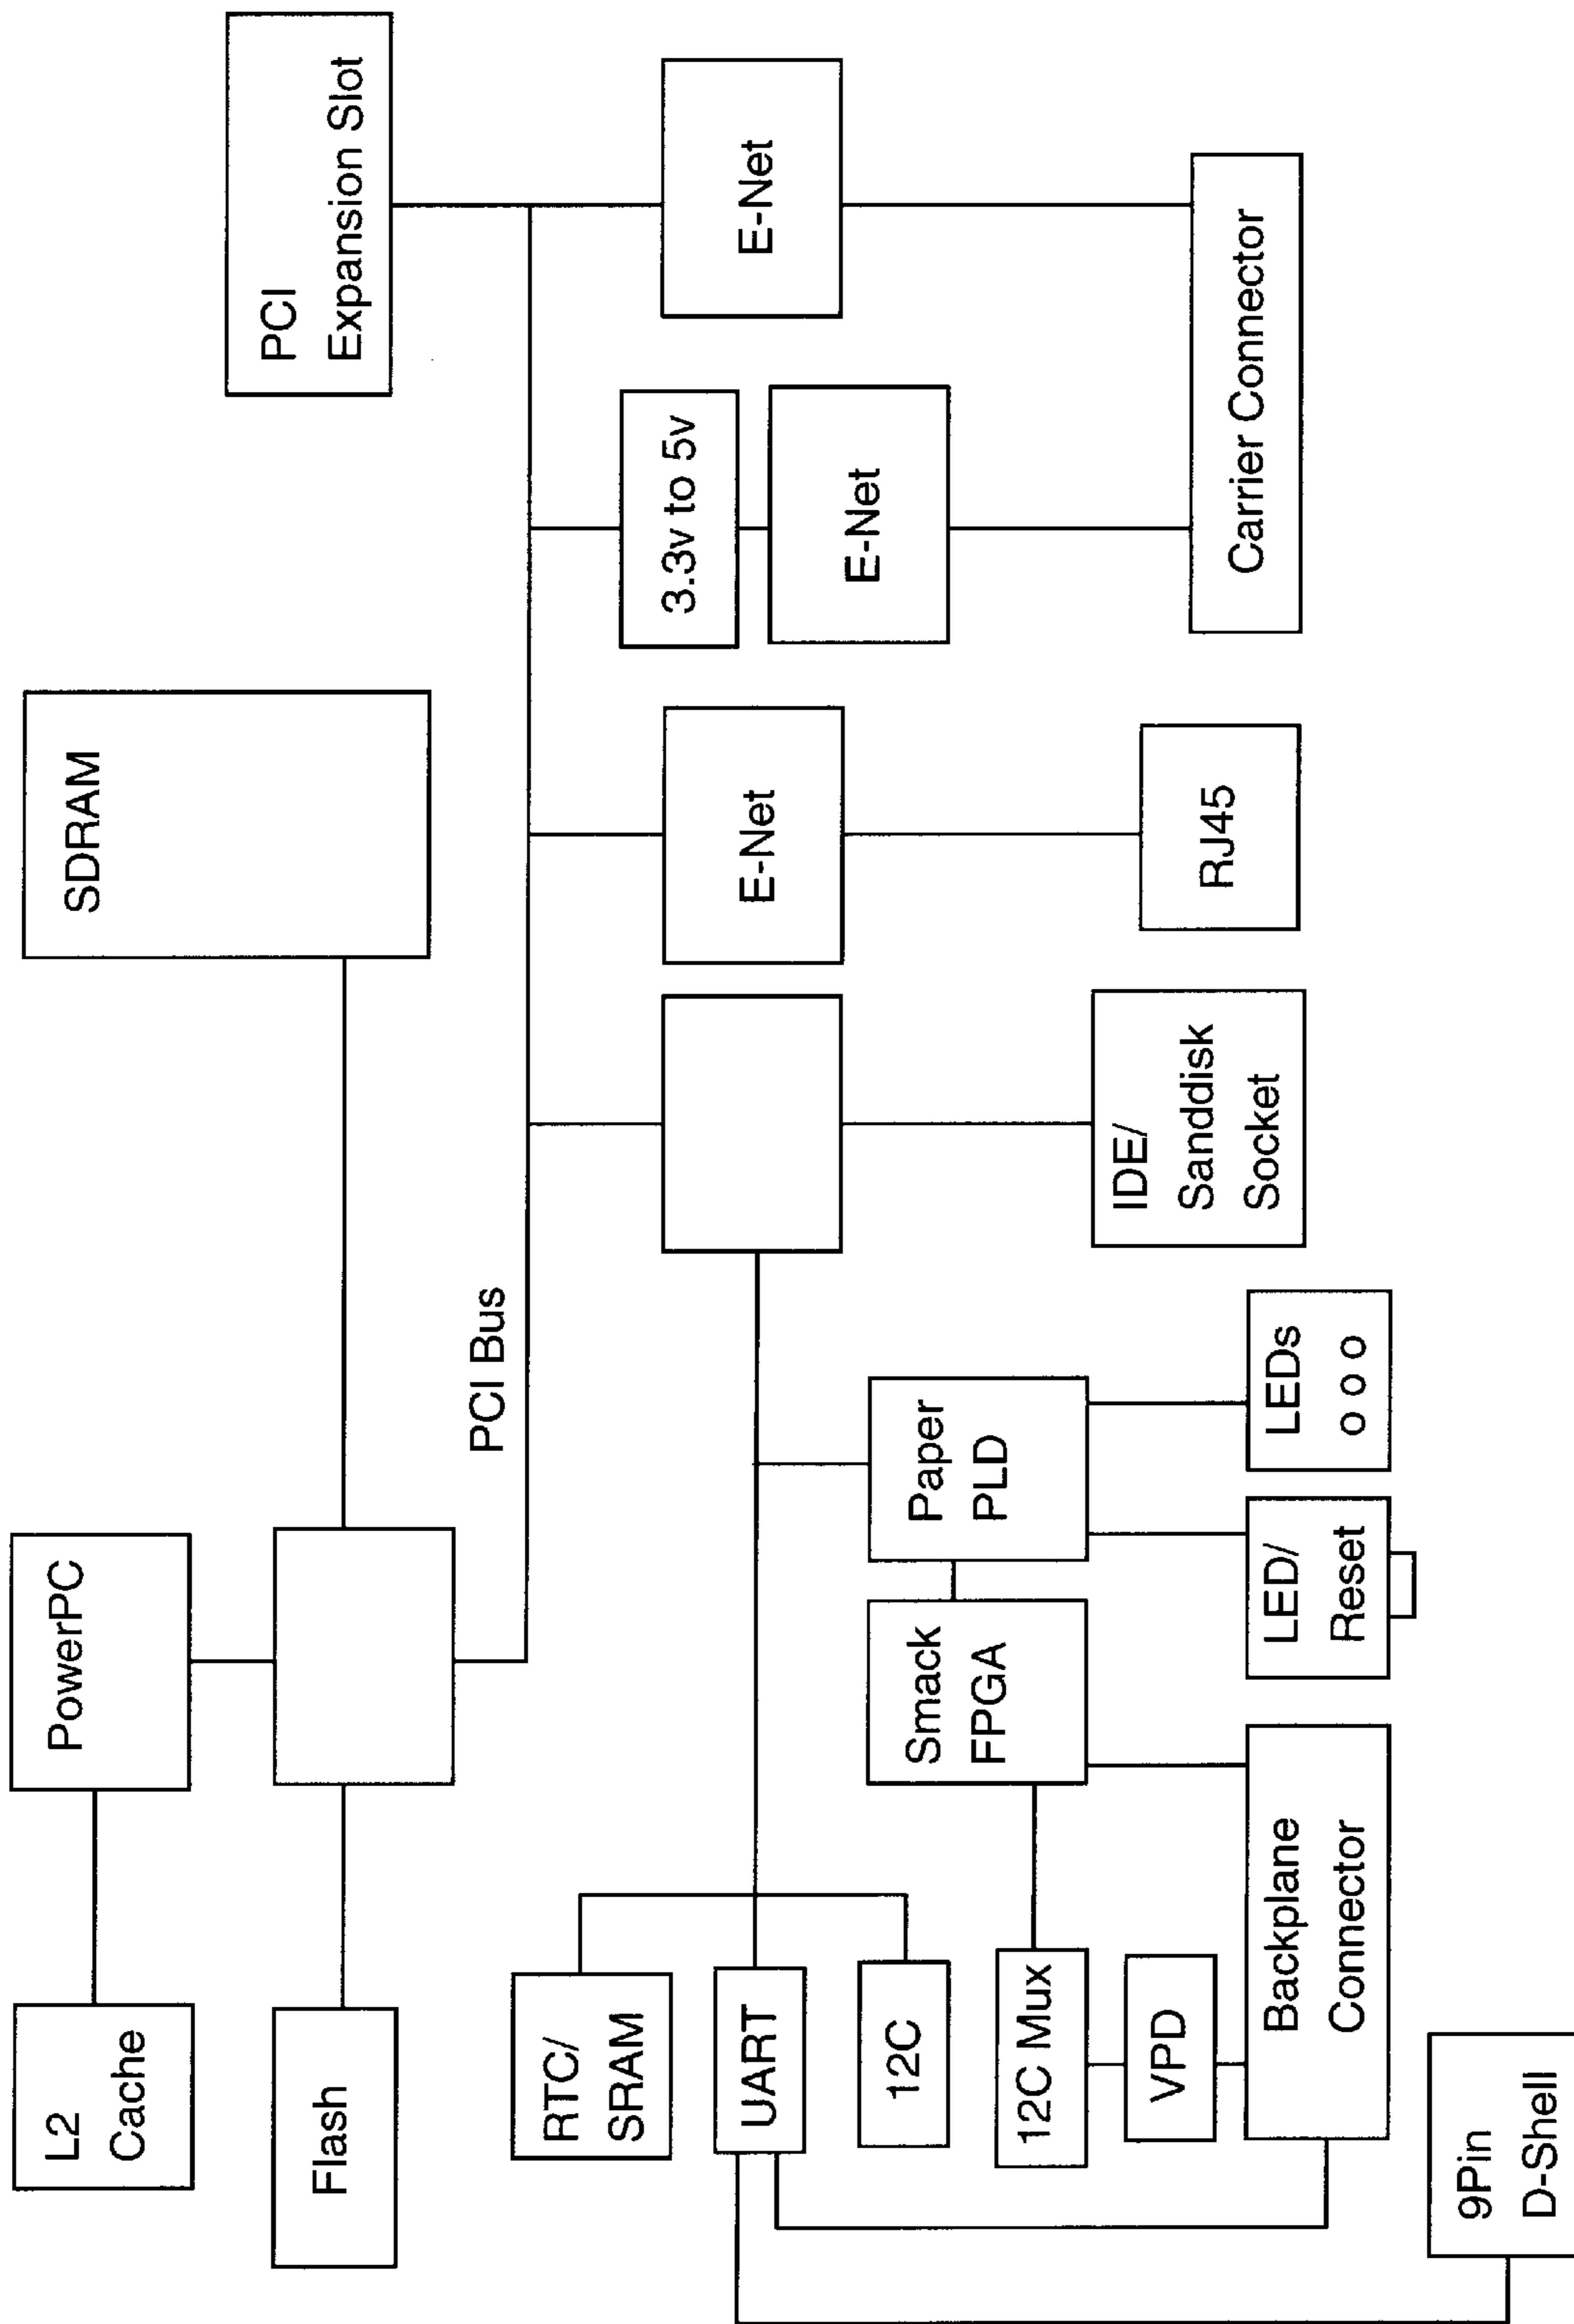 L2
Cache
PowerPC
SDRAM
PCI
Expansion Slot
Flash
PCI Bus
RTC/
SRAM
UART
12C
12C Mux
VPD
Smack
FPGA
Paper
PLD
E-Net
3.3v to 5v
E-Net
E-Net
Backplane
Connector
LED/
Reset
LEDs
o o o
IDE/
Sanddisk
Socket
RJ45
Carrier Connector
9Pin
D-Shell